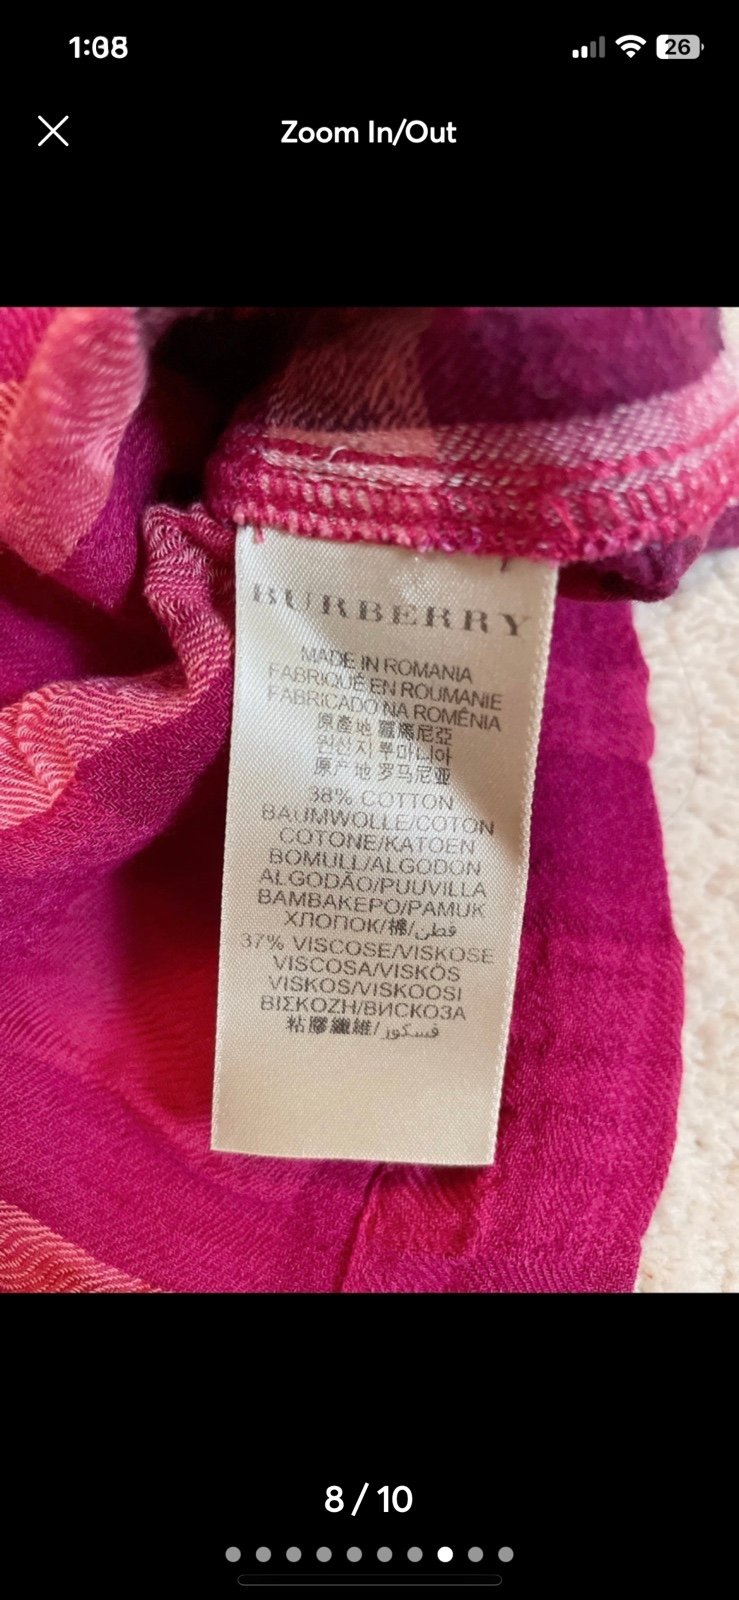 1:08
26
Zoom In/Out
BURBERRY
MADE IN ROMANIA
FABRIQUÉ EN ROUMANIE
FABRICADO NA ROMÊNIA
原產地 羅馬尼亞
원산지 루마니아
原产地 罗马尼亚
38% COTTON
BAUMWOLLE/COTON
COTONE/KATOEN
BOMULL/ALGODON
ALGODÃO/PUUVILLA
ΒΑΜΒΑΚΕΡΟ/PAMUK
ХЛОПОК/棉/قطن
37% VISCOSE/VISKOSE
VISCOSA/VISKÓS
VISKOS/VISKOOSI
ΒΙΣΚΟΖΗ/ВИСКОЗА
粘膠纖維/فسكوز
8 / 10